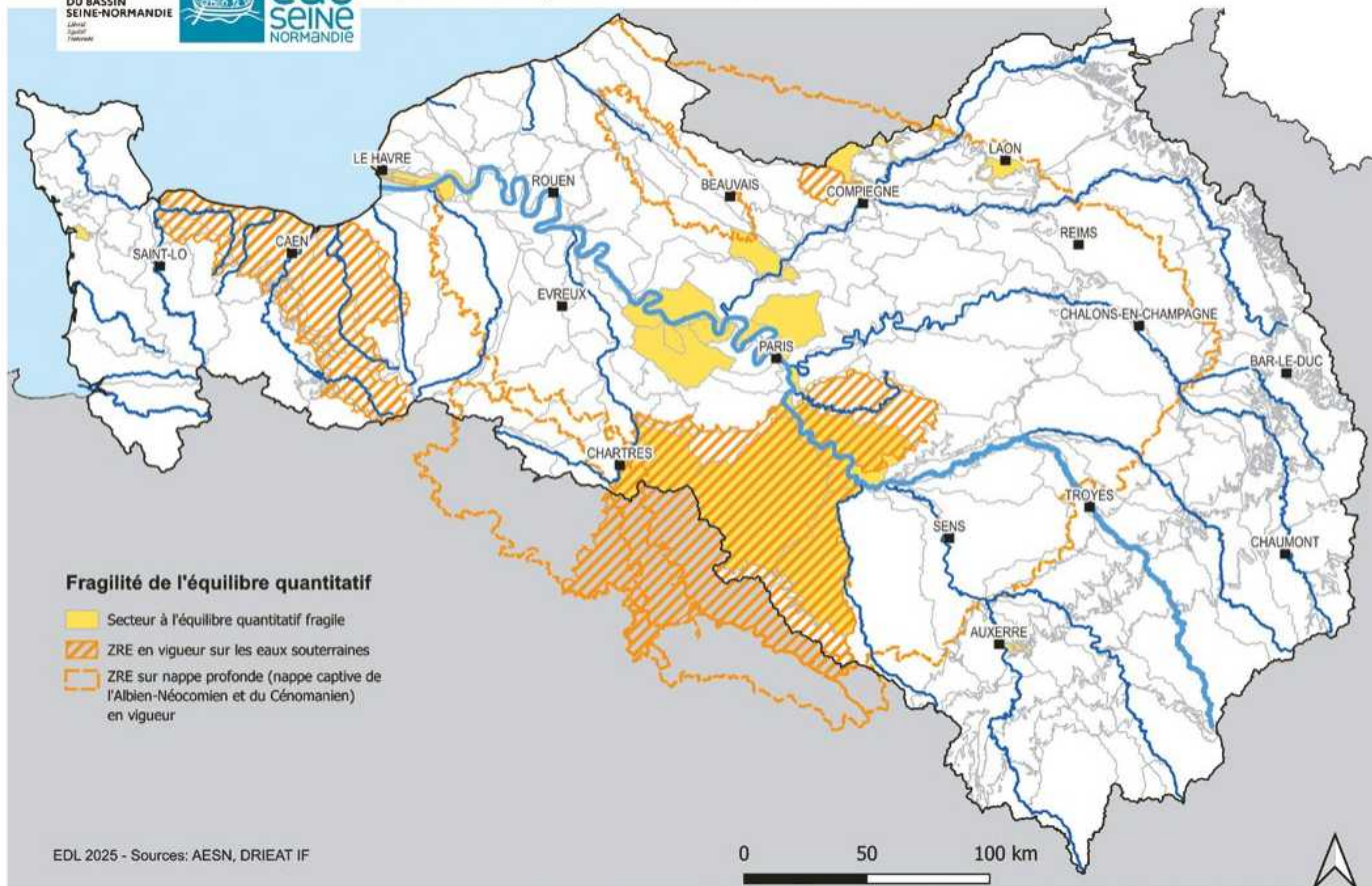 DU BASSIN
SEINE-NORMANDIE
Liberté
Égalité
Fraternité
SEINE
NORMANDIE
LE HAVRE
ROUEN
BEAUVAIS
COMPIEGNE
LAON
REIMS
SAINT-LO
CAEN
EVREUX
PARIS
CHALONS-EN-CHAMPAGNE
BAR-LE-DUC
CHARTRES
SENS
TROYES
CHAUMONT
AUXERRE
Fragilité de l'équilibre quantitatif
Secteur à l'équilibre quantitatif fragile
ZRE en vigueur sur les eaux souterraines
ZRE sur nappe profonde (nappe captive de
l'Albien-Néocomien et du Cénomanien)
en vigueur
EDL 2025 - Sources: AESN, DRIEAT IF
0 50 100 km